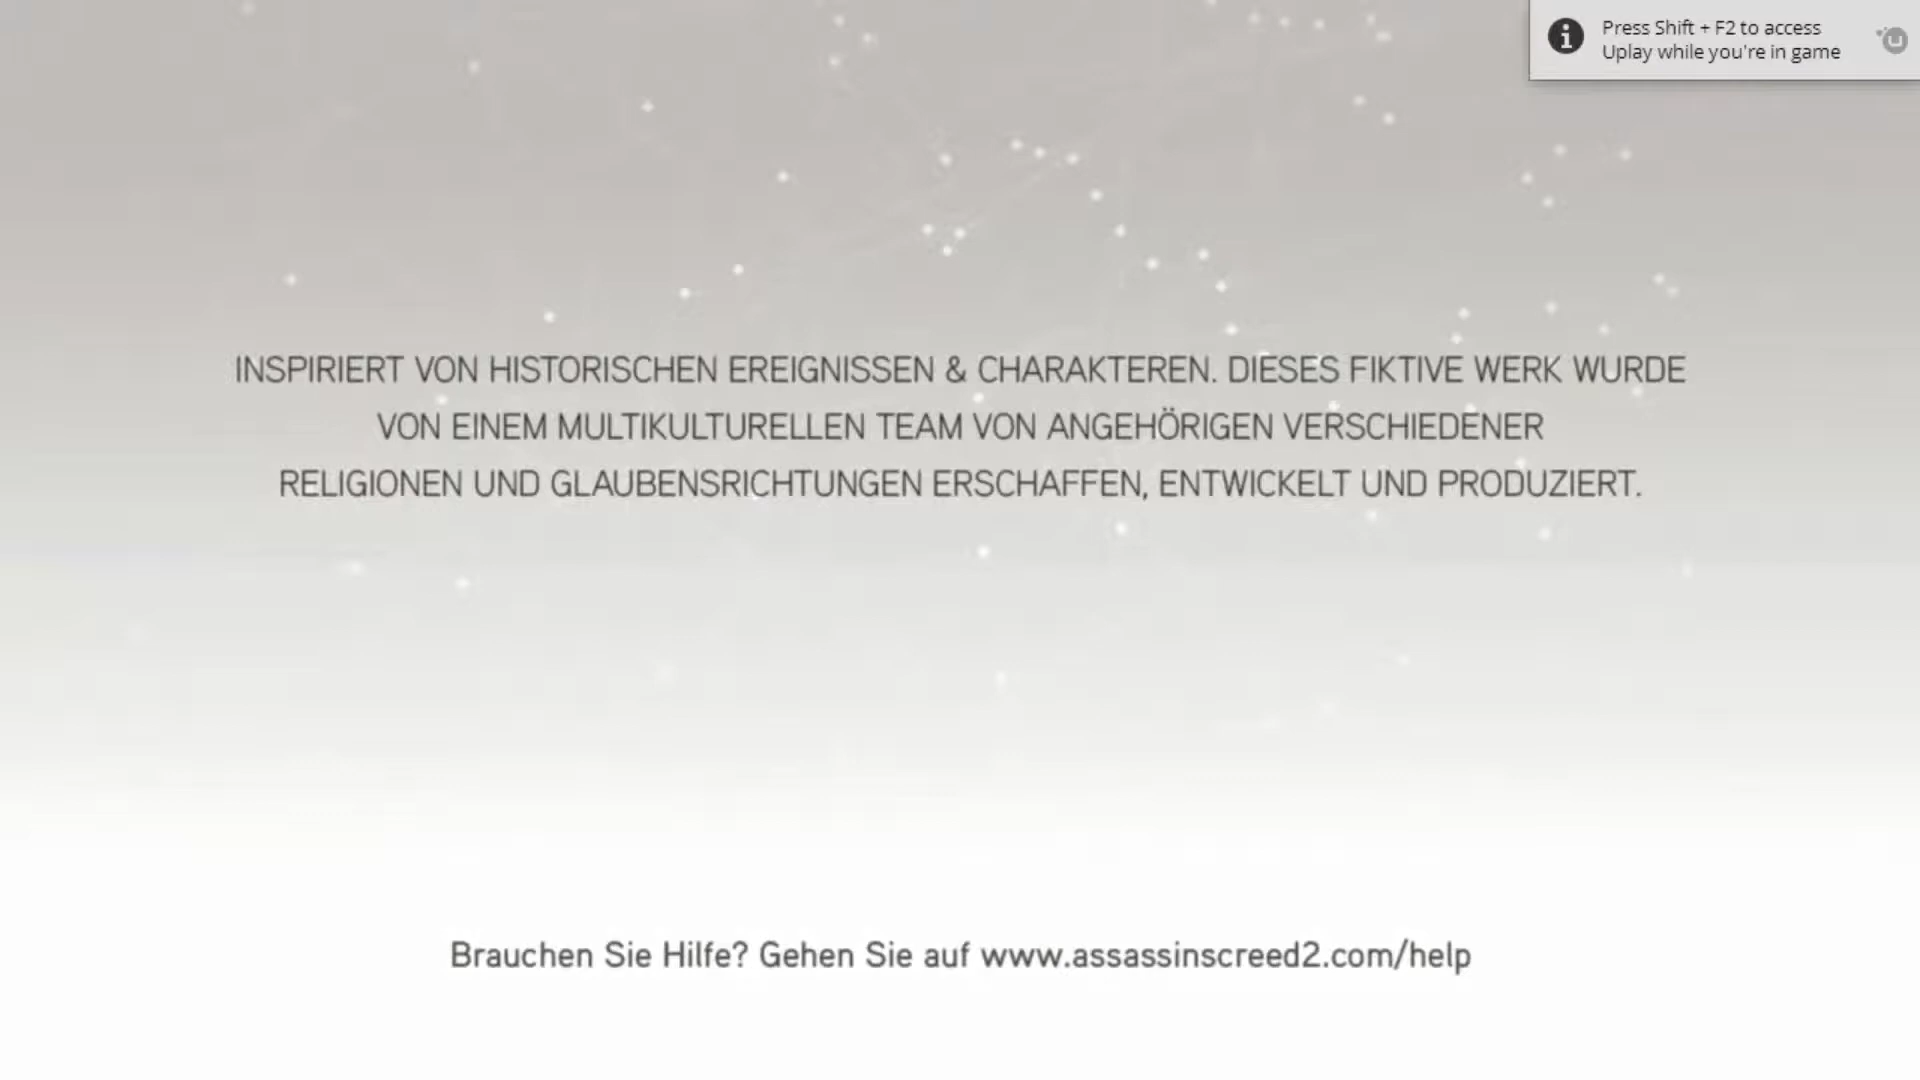 Press Shift + F2 to access
Uplay while you're in game
INSPIRIERT VON HISTORISCHEN EREIGNISSEN & CHARAKTEREN. DIESES FIKTIVE WERK WURDE
VON EINEM MULTIKULTURELLEN TEAM VON ANGEHÖRIGEN VERSCHIEDENER
RELIGIONEN UND GLAUBENSRICHTUNGEN ERSCHAFFEN, ENTWICKELT UND PRODUZIERT.
Brauchen Sie Hilfe? Gehen Sie auf www.assassinscreed2.com/help